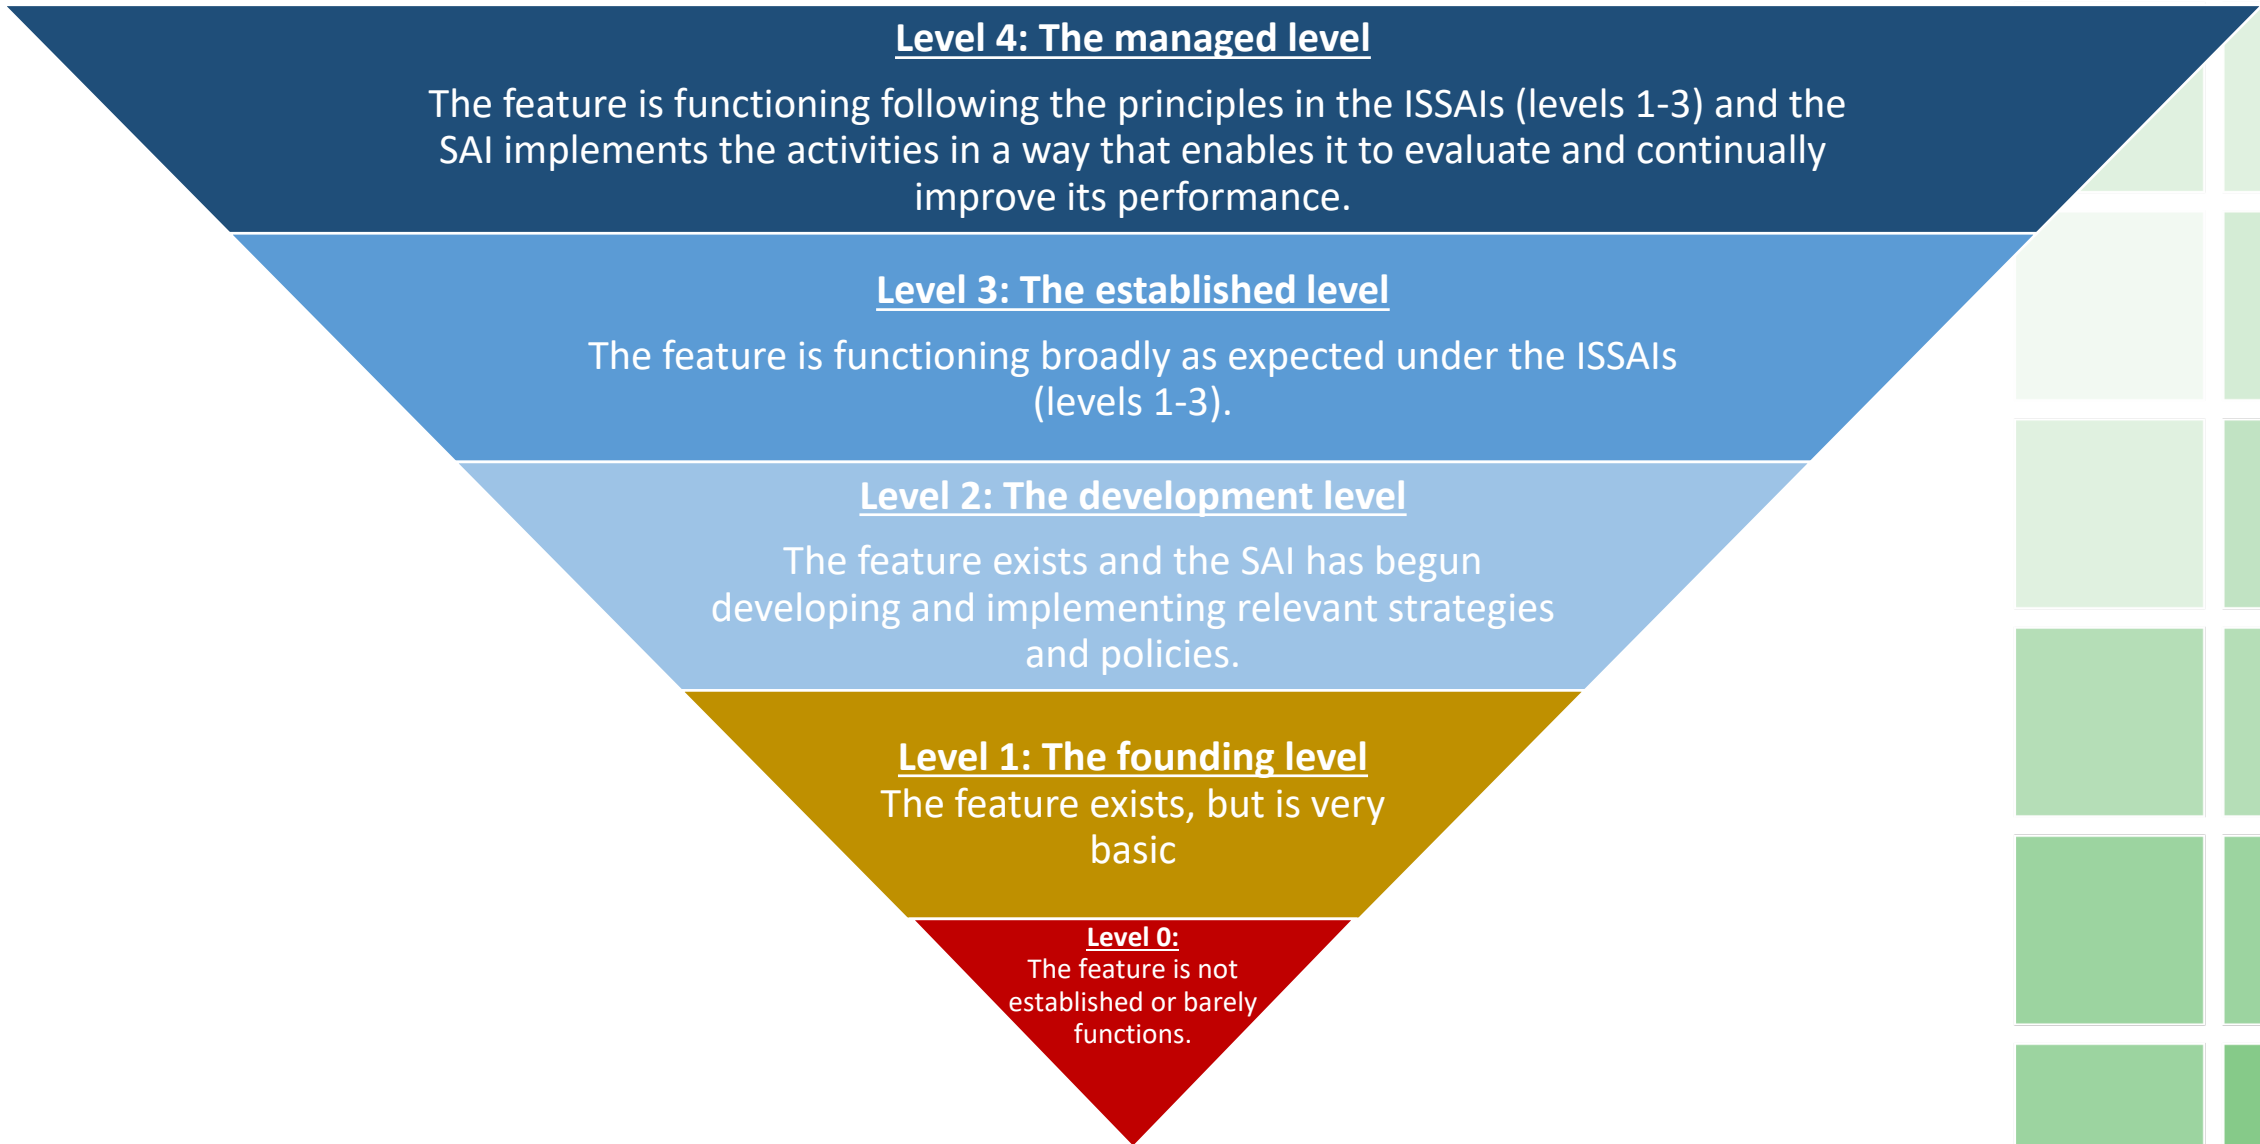 Level 4: The managed level
The feature is functioning following the principles in the ISSAIs (levels 1-3) and the
SAI implements the activities in a way that enables it to evaluate and continually
improve its performance.
Level 3: The established level
The feature is functioning broadly as expected under the ISSAIs
(levels 1-3).
Level 2: The development level
The feature exists and the SAI has begun
developing and implementing relevant strategies
and policies.
Level 1: The founding level
The feature exists, but is very
basic
Level 0:
The feature is not
established or barely
functions.